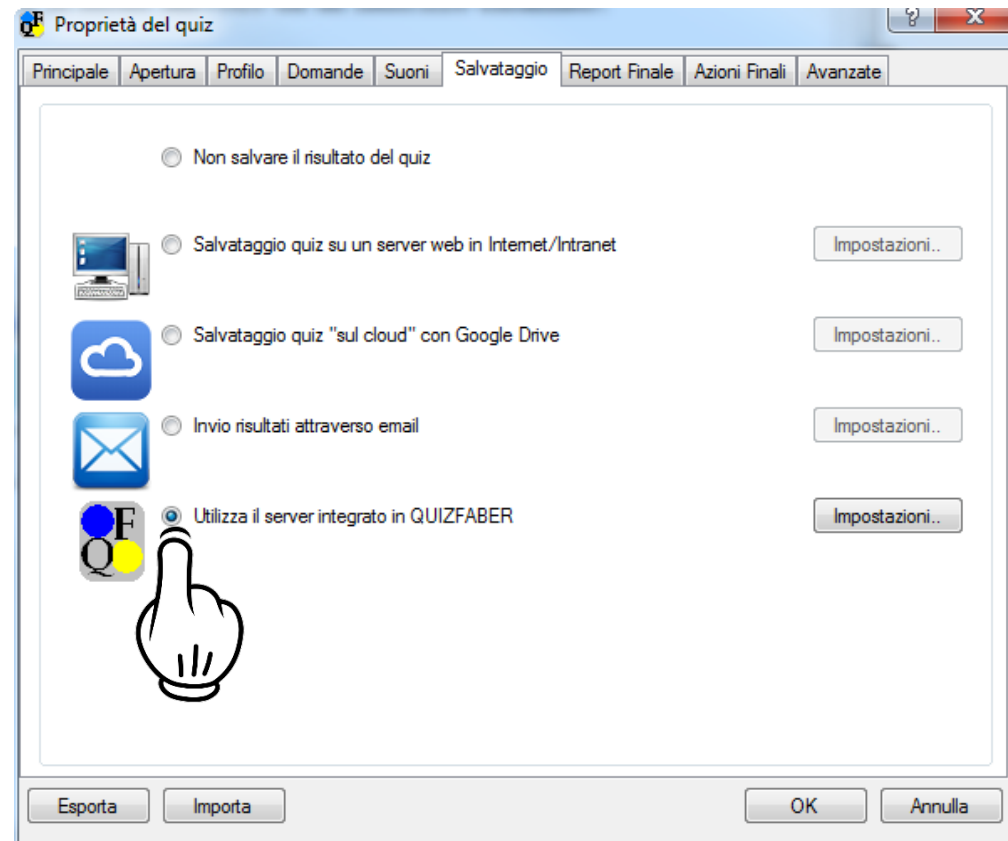 Proprietà del quiz
Principale Apertura Profilo Domande Suoni Salvataggio Report Finale Azioni Finali Avanzate
Non salvare il risultato del quiz
Salvataggio quiz su un server web in Internet/Intranet Impostazioni..
Salvataggio quiz "sul cloud" con Google Drive Impostazioni..
Invio risultati attraverso email Impostazioni..
Utilizza il server integrato in QUIZFABER Impostazioni..
QF
Esporta Importa OK Annulla